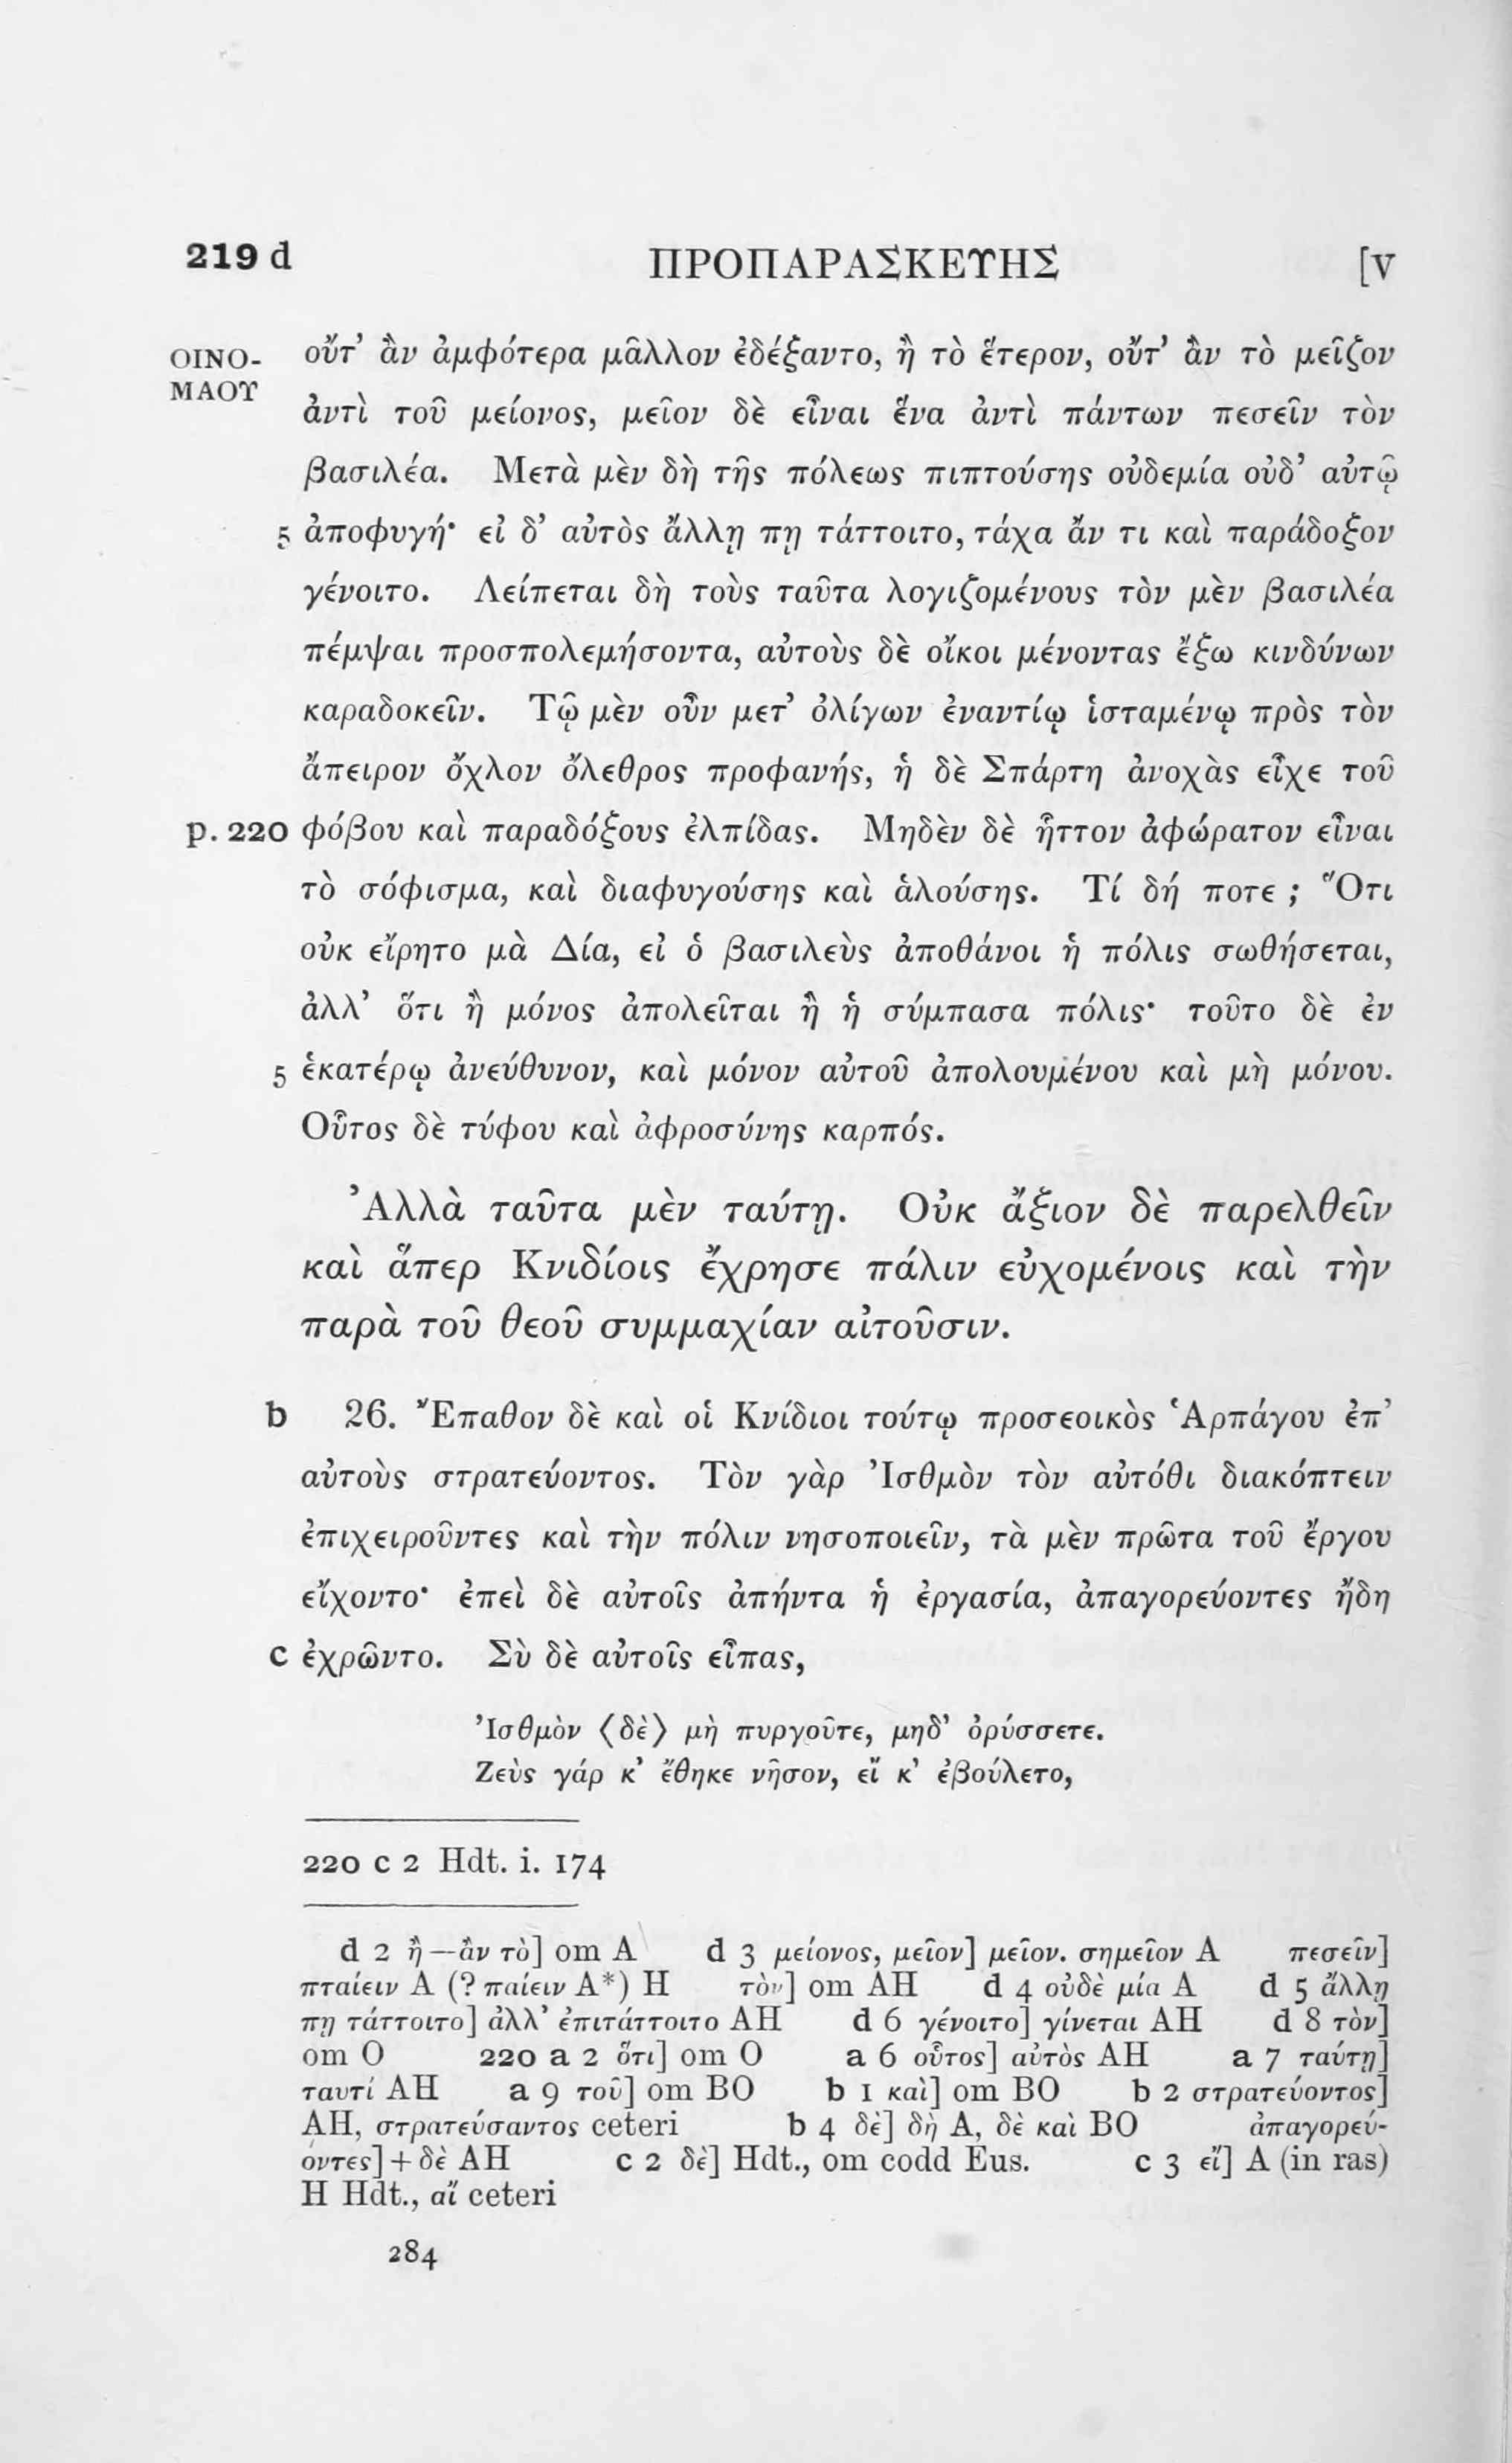 219 d ΠΡΟΠΑΡΑΣΚΕΥΗΣ [V
ΟΙΝΟ- οὔτ’ ἂν ἀμφότερα μᾶλλον ἐδέξαντο, ἢ τὸ ἕτερον, οὔτ’ ἂν τὸ μεῖζον
ΜΑΟΥ ἀντὶ τοῦ μείονος, μεῖον δὲ εἶναι ἕνα ἀντὶ πάντων πεσεῖν τὸν
βασιλέα. Μετὰ μὲν δὴ τῆς πόλεως πιπτούσης οὐδεμία οὐδ’ αὐτῷ
5 ἀποφυγή· εἰ δ’ αὐτὸς ἄλλῃ πῃ τάττοιτο, τάχα ἄν τι καὶ παράδοξον
γένοιτο. Λείπεται δὴ τοὺς ταῦτα λογιζομένους τὸν μὲν βασιλέα
πέμψαι προσπολεμήσοντα, αὐτοὺς δὲ οἴκοι μένοντας ἔξω κινδύνων
καραδοκεῖν. Τῷ μὲν οὖν μετ’ ὀλίγων ἐναντίῳ ἱσταμένῳ πρὸς τὸν
ἄπειρον ὄχλον ὄλεθρος προφανής, ἡ δὲ Σπάρτη ἀνοχὰς εἶχε τοῦ
p. 220 φόβου καὶ παραδόξους ἐλπίδας. Μηδὲν δὲ ἧττον ἀφώρατον εἶναι
τὸ σόφισμα, καὶ διαφυγούσης καὶ ἁλούσης. Τί δή ποτε ; Ὅτι
οὐκ εἴρητο μὰ Δία, εἰ ὁ βασιλεὺς ἀποθάνοι ἡ πόλις σωθήσεται,
ἀλλ’ ὅτι ἢ μόνος ἀπολεῖται ἢ ἡ σύμπασα πόλις· τοῦτο δὲ ἐν
5 ἑκατέρῳ ἀνεύθυνον, καὶ μόνον αὐτοῦ ἀπολουμένου καὶ μὴ μόνου.
Οὗτος δὲ τύφου καὶ ἀφροσύνης καρπός.
Ἀλλὰ ταῦτα μὲν ταύτῃ. Οὐκ ἄξιον δὲ παρελθεῖν
καὶ ἅπερ Κνιδίοις ἔχρησε πάλιν εὐχομένοις καὶ τὴν
παρὰ τοῦ θεοῦ συμμαχίαν αἰτοῦσιν.
b 26. Ἔπαθον δὲ καὶ οἱ Κνίδιοι τούτῳ προσεοικὸς Ἁρπάγου ἐπ’
αὐτοὺς στρατεύοντος. Τὸν γὰρ Ἰσθμὸν τὸν αὐτόθι διακόπτειν
ἐπιχειροῦντες καὶ τὴν πόλιν νησοποιεῖν, τὰ μὲν πρῶτα τοῦ ἔργου
εἴχοντο· ἐπεὶ δὲ αὐτοῖς ἀπήντα ἡ ἐργασία, ἀπαγορεύοντες ἤδη
c ἐχρῶντο. Σὺ δὲ αὐτοῖς εἶπας,
Ἰσθμὸν ⟨δὲ⟩ μὴ πυργοῦτε, μηδ’ ὀρύσσετε.
Ζεὺς γάρ κ’ ἔθηκε νῆσον, εἴ κ’ ἐβούλετο,
220 c 2 Hdt. i. 174
d 2 ἢ—ἂν τὸ] om A d 3 μείονος, μεῖον] μεῖον. σημεῖον A πεσεῖν]
πταίειν A (? παίειν A*) H τὸν] om AH d 4 οὐδὲ μία A d 5 ἄλλῃ
πῃ τάττοιτο] ἀλλ’ ἐπιτάττοιτο AH d 6 γένοιτο] γίνεται AH d 8 τὸν]
om O 220 a 2 ὅτι] om O a 6 οὗτος] αὐτὸς AH a 7 ταύτῃ]
ταυτί AH a 9 τοῦ] om BO b 1 καὶ] om BO b 2 στρατεύοντος]
AH, στρατεύσαντος ceteri b 4 δὲ] δὴ A, δὲ καὶ BO ἀπαγορεύ-
οντες] + δὲ AH c 2 δὲ] Hdt., om codd Eus. c 3 εἴ] A (in ras)
H Hdt., αἴ ceteri
284